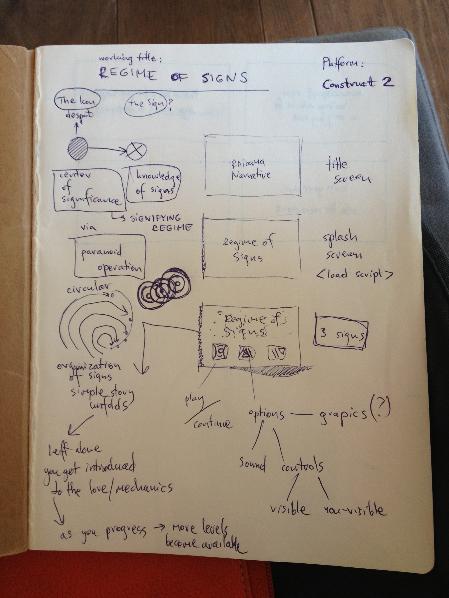 working title:
REGIME OF SIGNS
Platform:
Construct 2
The Icon
despot
the Sign?
center
of
significance
knowledge
of signs
↳ SIGNIFYING
REGIME
via
paranoid
operation
circular
organization
of signs
simple story
unfolds
left alone
you get introduced
to the lore/mechanics
as you progress → more levels
become available
Narrative
title
screen
Regime of
Signs
splash
screen
<load script>
Regime of
Signs
3 signs
play/
continue
options — grapics (?)
sound
controls
visible
non-visible